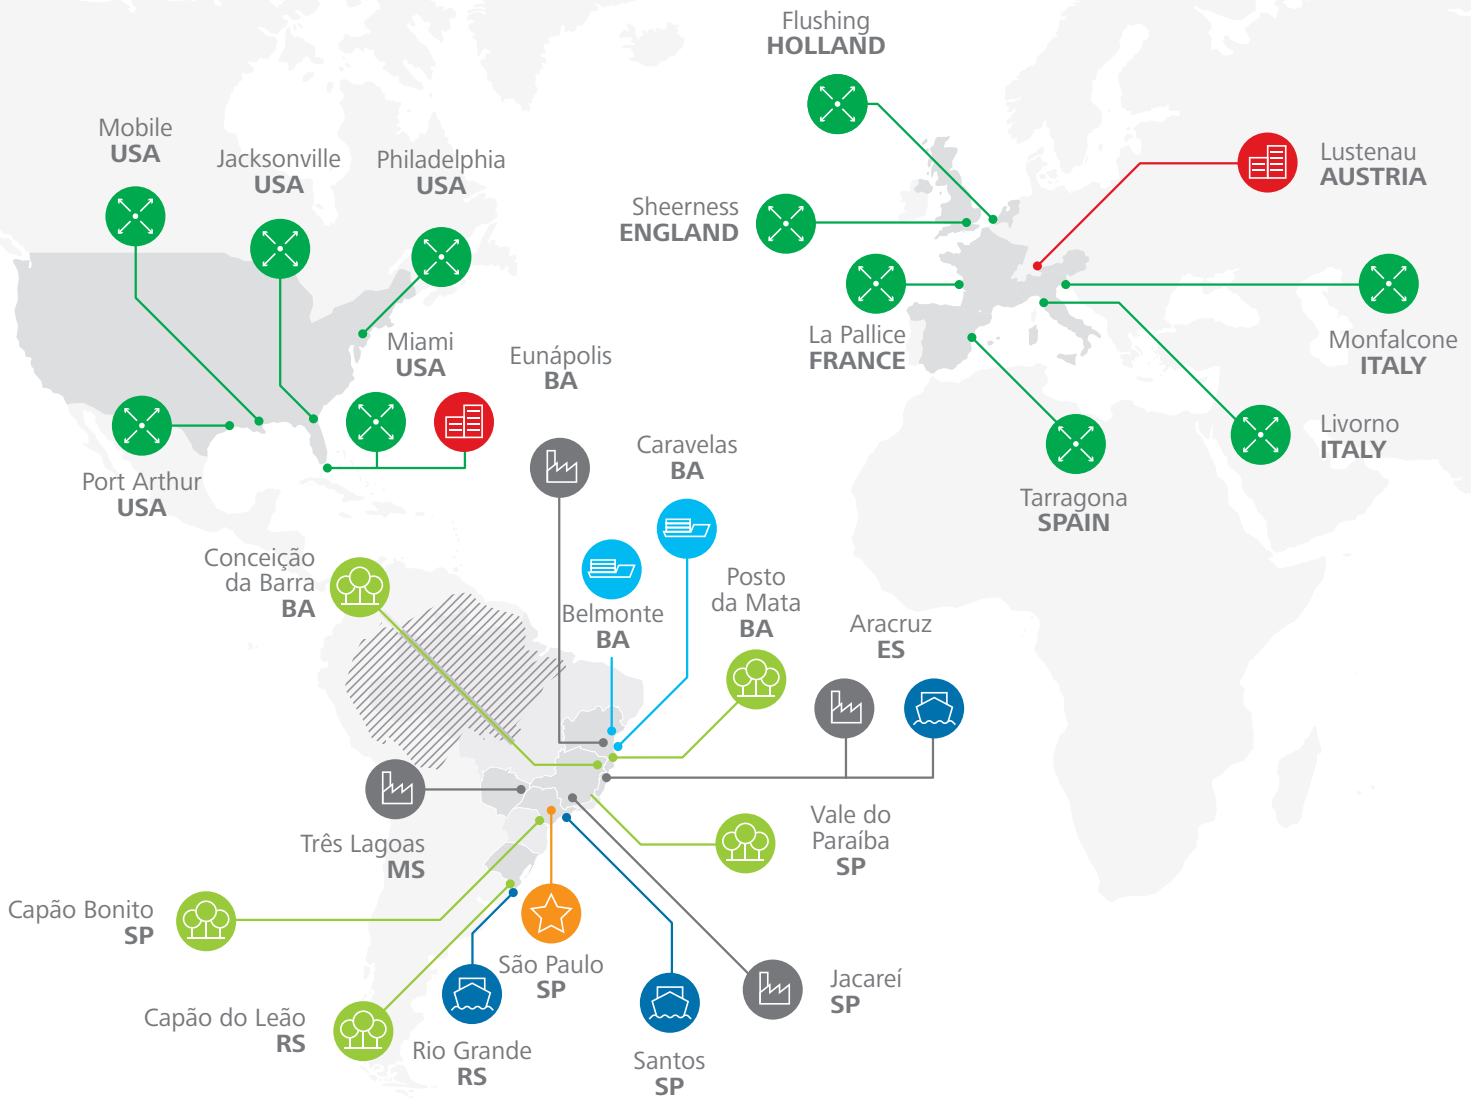 Flushing
HOLLAND
Mobile
USA
Jacksonville
USA
Philadelphia
USA
Lustenau
AUSTRIA
Sheerness
ENGLAND
La Pallice
FRANCE
Monfalcone
ITALY
Miami
USA
Eunápolis
BA
Livorno
ITALY
Caravelas
BA
Port Arthur
USA
Tarragona
SPAIN
Conceição
da Barra
BA
Belmonte
BA
Posto
da Mata
BA
Aracruz
ES
Três Lagoas
MS
Vale do
Paraíba
SP
Capão Bonito
SP
São Paulo
SP
Jacareí
SP
Capão do Leão
RS
Rio Grande
RS
Santos
SP